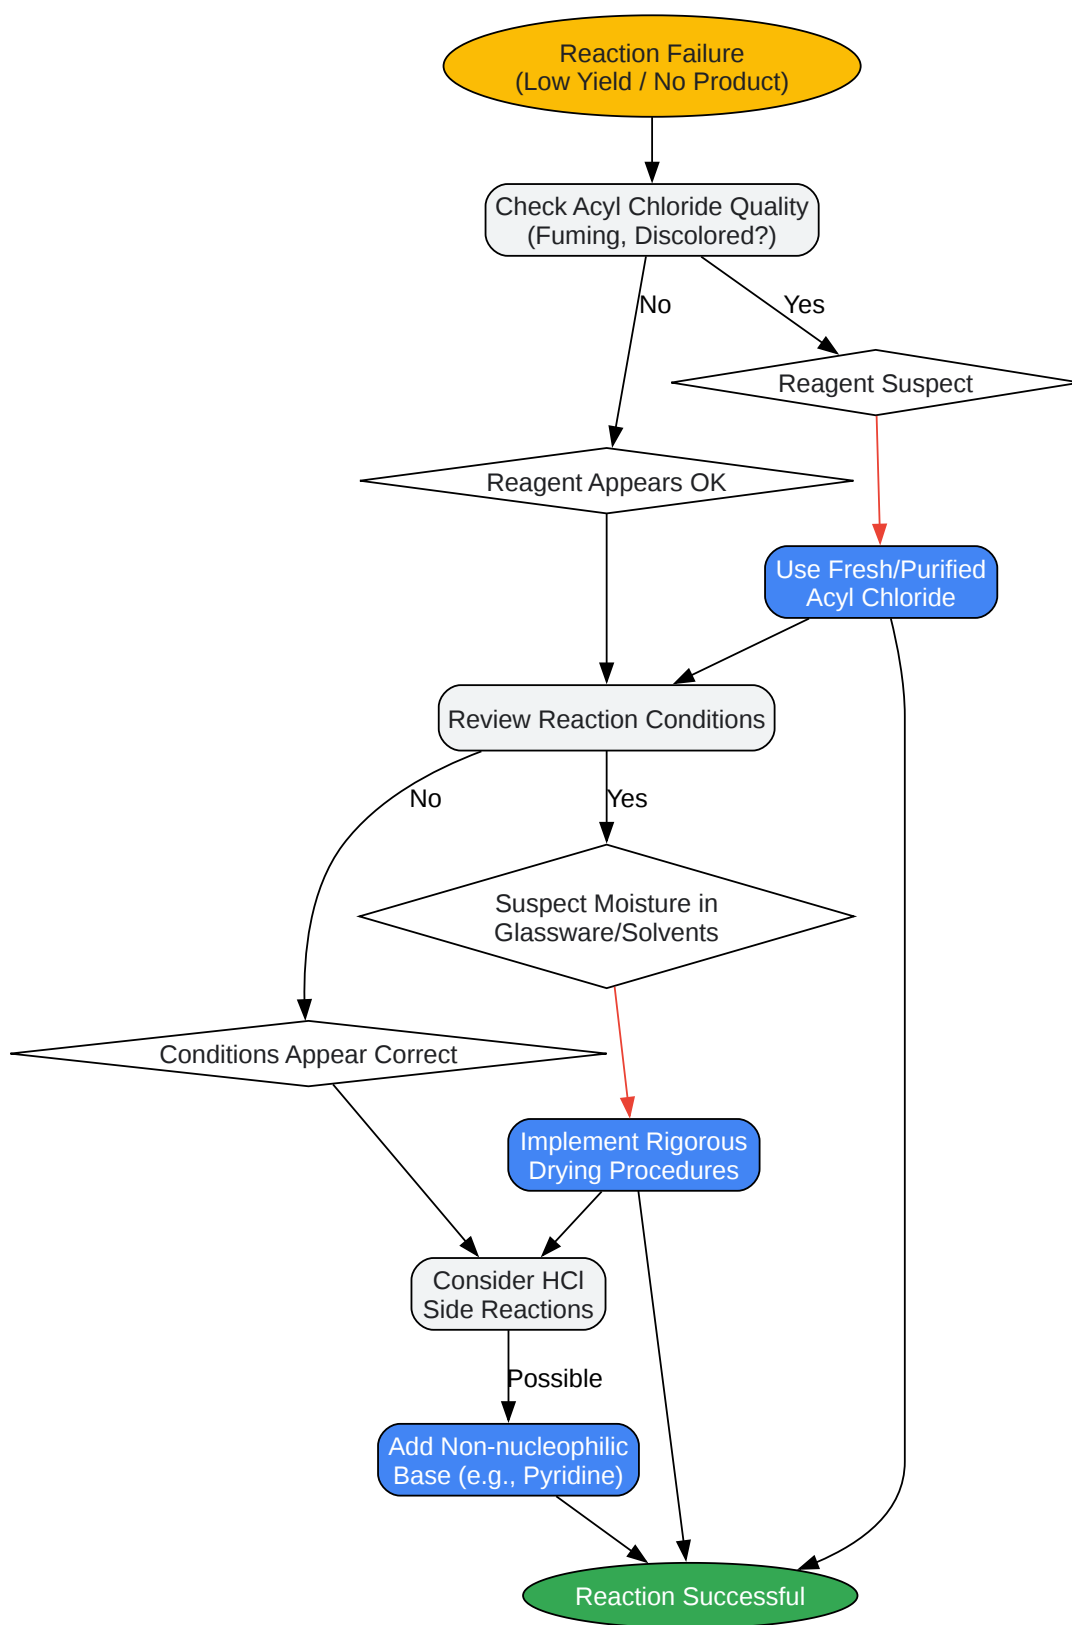 Reaction Failure
(Low Yield / No Product)
Check Acyl Chloride Quality
(Fuming, Discolored?)
No
Yes
Reagent Suspect
Reagent Appears OK
Use Fresh/Purified
Acyl Chloride
Review Reaction Conditions
No
Yes
Suspect Moisture in
Glassware/Solvents
Conditions Appear Correct
Implement Rigorous
Drying Procedures
Consider HCl
Side Reactions
Possible
Add Non-nucleophilic
Base (e.g., Pyridine)
Reaction Successful